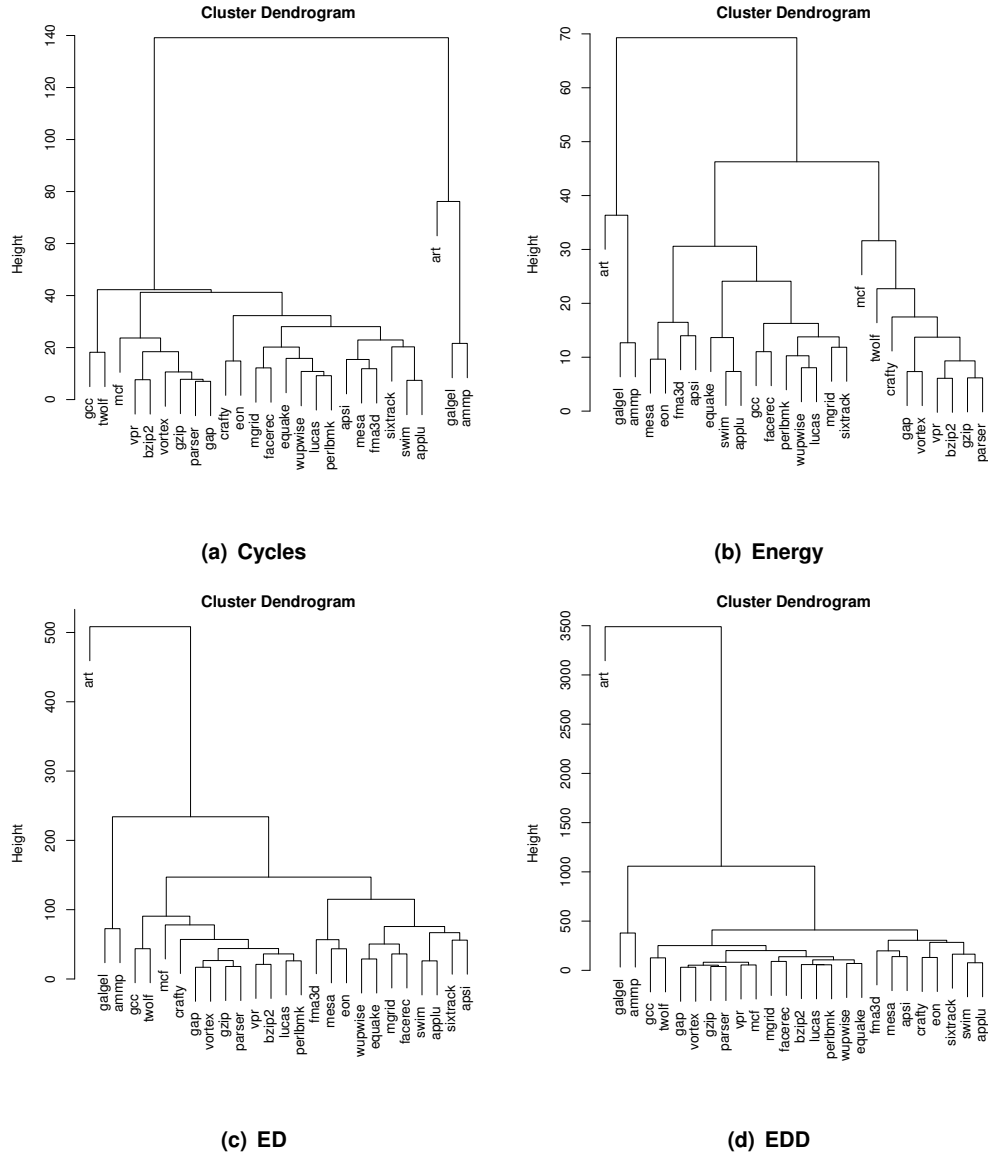 Cluster Dendrogram
Height
0
20
40
60
80
100
120
140
gcc
twolf
mcf
vpr
bzip2
vortex
gzip
parser
gap
crafty
eon
mgrid
facerec
equake
wupwise
lucas
perlbmk
apsi
mesa
fma3d
sixtrack
swim
applu
art
galgel
ammp
(a) Cycles
Cluster Dendrogram
Height
0
10
20
30
40
50
60
70
art
galgel
ammp
mesa
eon
fma3d
apsi
equake
swim
applu
gcc
facerec
perlbmk
wupwise
lucas
mgrid
sixtrack
mcf
twolf
crafty
gap
vortex
vpr
bzip2
gzip
parser
(b) Energy
Cluster Dendrogram
Height
0
100
200
300
400
500
art
galgel
ammp
gcc
twolf
mcf
crafty
gap
vortex
gzip
parser
vpr
bzip2
lucas
perlbmk
fma3d
mesa
eon
wupwise
equake
mgrid
facerec
swim
applu
sixtrack
apsi
(c) ED
Cluster Dendrogram
Height
0
500
1000
1500
2000
2500
3000
3500
art
galgel
ammp
gcc
twolf
gap
vortex
gzip
parser
vpr
mcf
mgrid
facerec
bzip2
lucas
perlbmk
wupwise
equake
fma3d
mesa
apsi
crafty
eon
sixtrack
swim
applu
(d) EDD